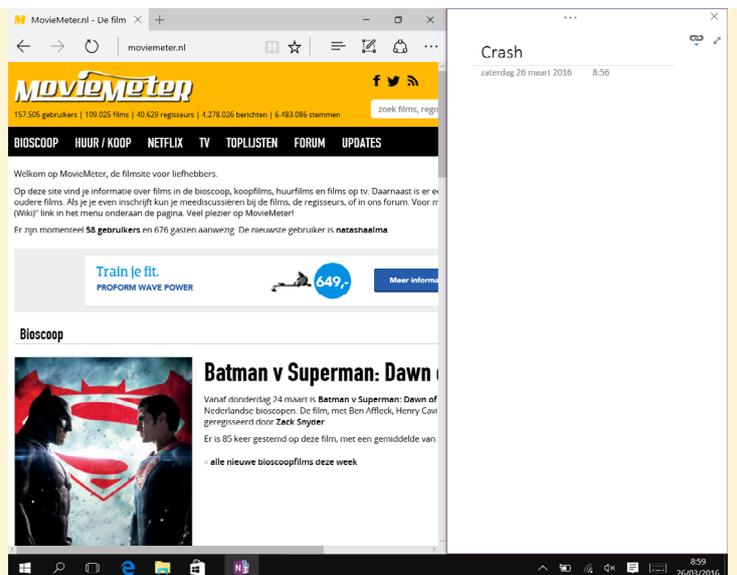 MovieMeter.nl - De film
moviemeter.nl
MOVIEMETER
157.505 gebruikers | 109.025 films | 40.629 regisseurs | 4.278.026 berichten | 6.483.086 stemmen
zoek films, regis
BIOSCOOP HUUR / KOOP NETFLIX TV TOPLIJSTEN FORUM UPDATES
Welkom op MovieMeter, de filmsite voor liefhebbers.
Op deze site vind je informatie over films in de bioscoop, koopfilms, huurfilms en films op tv. Daarnaast is er e
oudere films. Als je je even inschrijft kun je meediscussiëren bij de films, de regisseurs, of in ons forum. Voor m
(Wiki)" link in het menu onderaan de pagina. Veel plezier op MovieMeter!
Er zijn momenteel 58 gebruikers en 676 gasten aanwezig. De nieuwste gebruiker is natashaalma
Train je fit.
PROFORM WAVE POWER
649,-
Meer informa
Bioscoop
Batman v Superman: Dawn
Vanaf donderdag 24 maart is Batman v Superman: Dawn of
Nederlandse bioscopen. De film, met Ben Affleck, Henry Cavi
geregisseerd door Zack Snyder
Er is 85 keer gestemd op deze film, met een gemiddelde van
» alle nieuwe bioscoopfilms deze week
Crash
zaterdag 26 maart 2016 8:56
8:59
26/03/2016